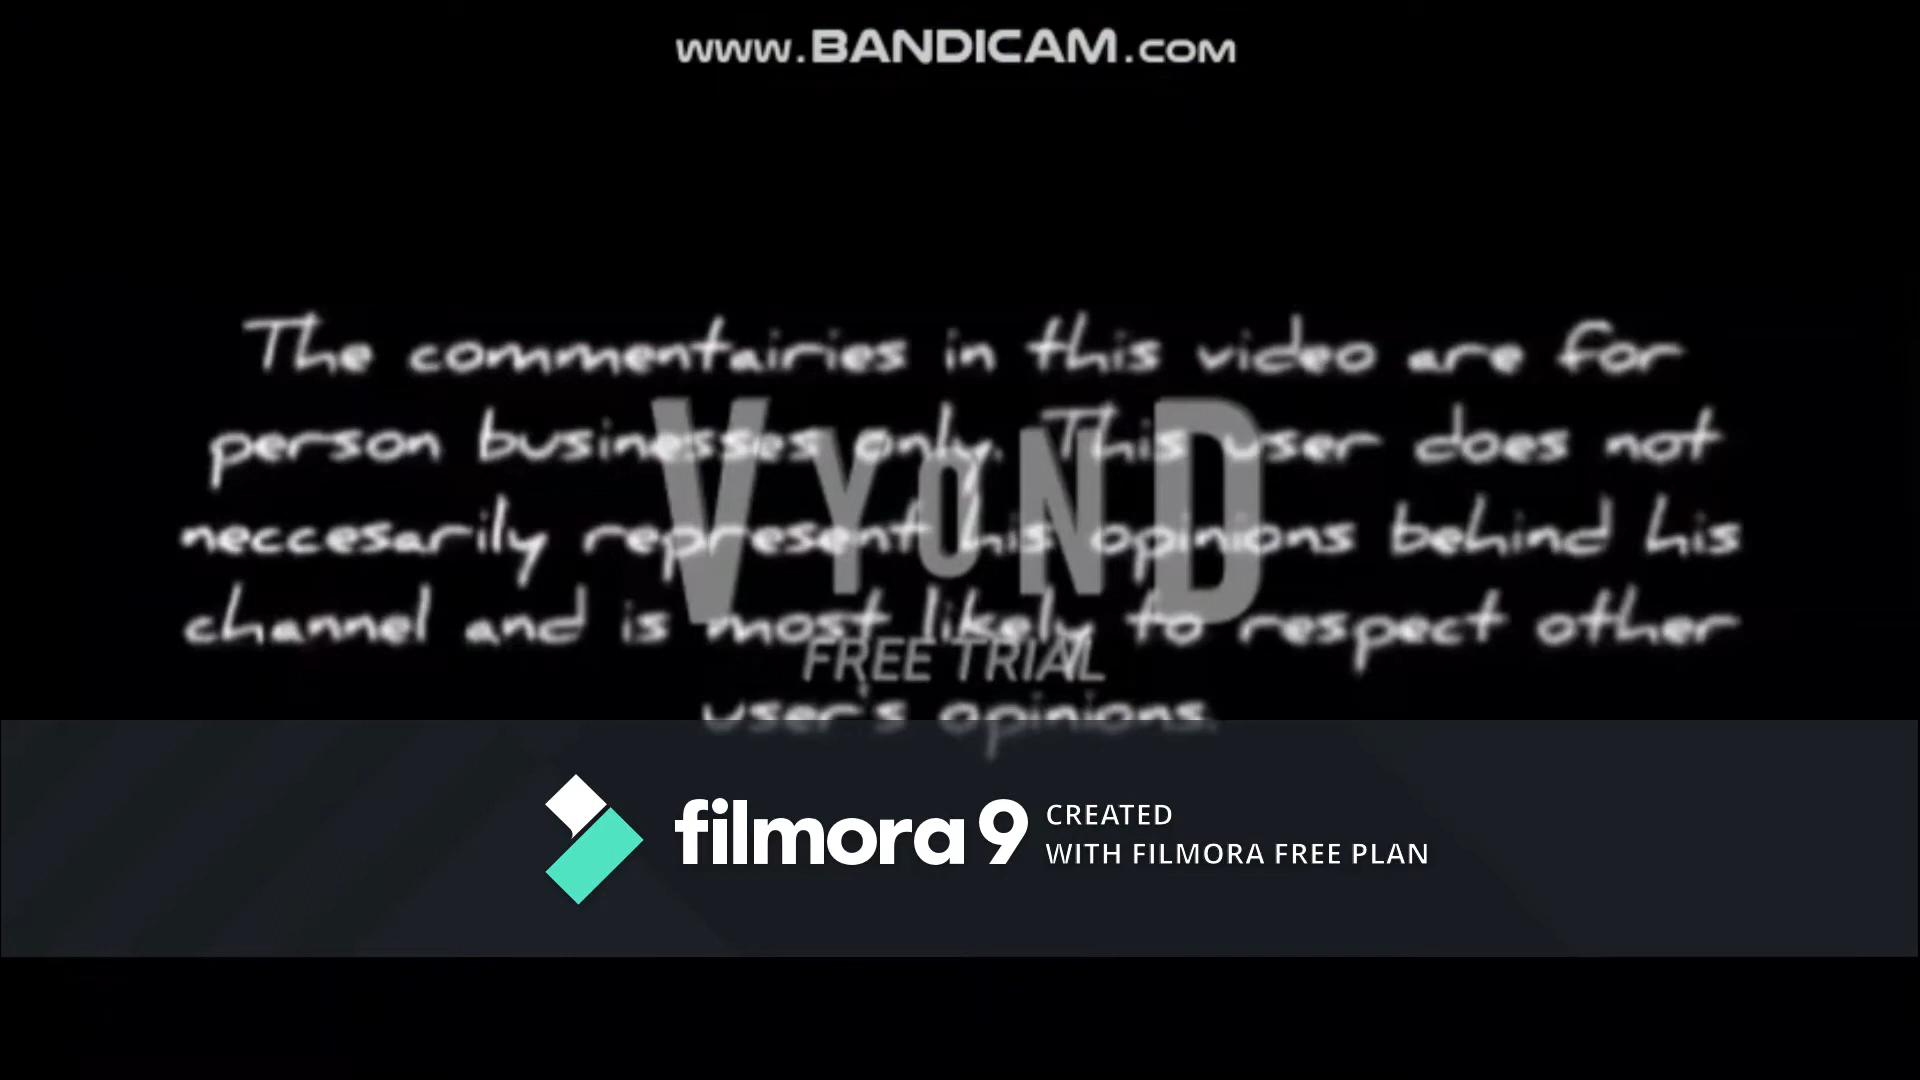 www.BANDICAM.com
The commentairies in this video are for
person businesses only. This user does not
neccesarily represent his opinions behind his
channel and is most likely to respect other
user's opinions.
VYOND
FREE TRIAL
filmora 9
CREATED
WITH FILMORA FREE PLAN